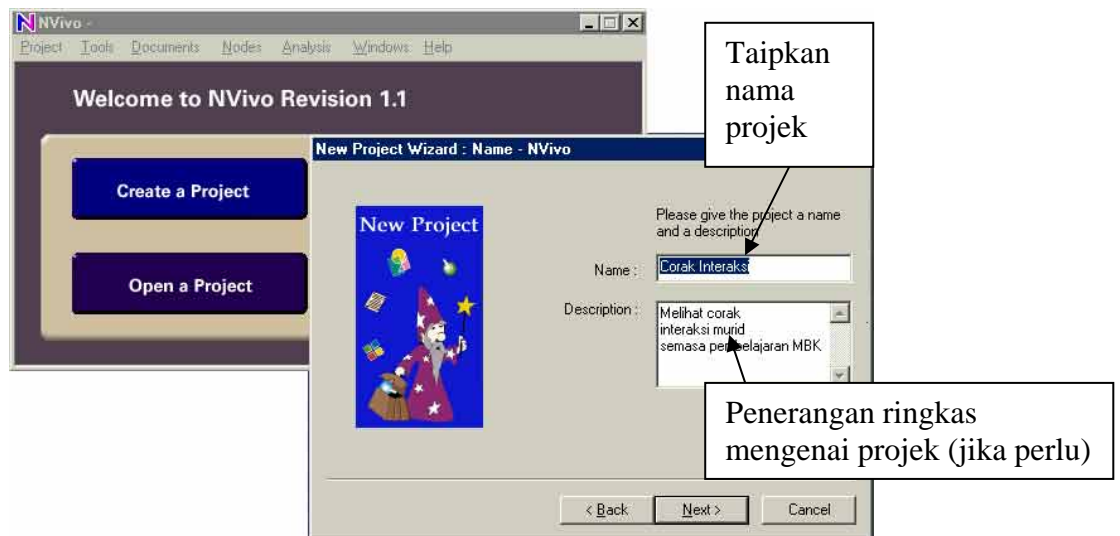 NVivo -
Project Tools Documents Nodes Analysis Windows Help
Welcome to NVivo Revision 1.1
Create a Project
Open a Project
Taipkan
nama
projek
New Project Wizard : Name - NVivo
New Project
Please give the project a name
and a description
Name :
Corak Interaksi
Description :
Melihat corak
interaksi murid
semasa pembelajaran MBK
Penerangan ringkas
mengenai projek (jika perlu)
< Back
Next >
Cancel